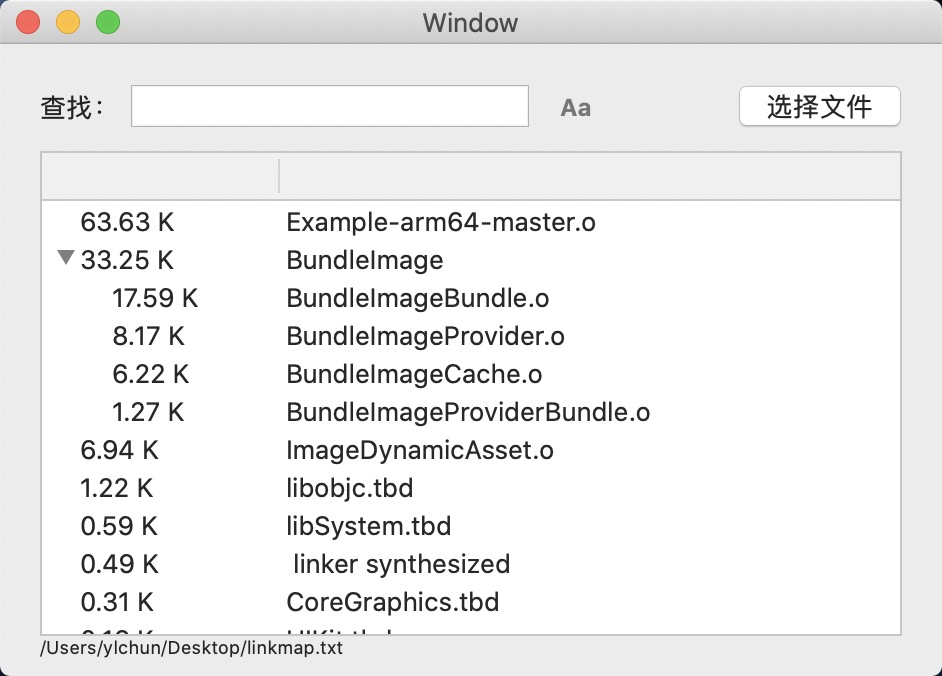 Window
查找： Aa 选择文件
63.63 K Example-arm64-master.o
33.25 K BundleImage
17.59 K BundleImageBundle.o
8.17 K BundleImageProvider.o
6.22 K BundleImageCache.o
1.27 K BundleImageProviderBundle.o
6.94 K ImageDynamicAsset.o
1.22 K libobjc.tbd
0.59 K libSystem.tbd
0.49 K linker synthesized
0.31 K CoreGraphics.tbd
/Users/ylchun/Desktop/linkmap.txt